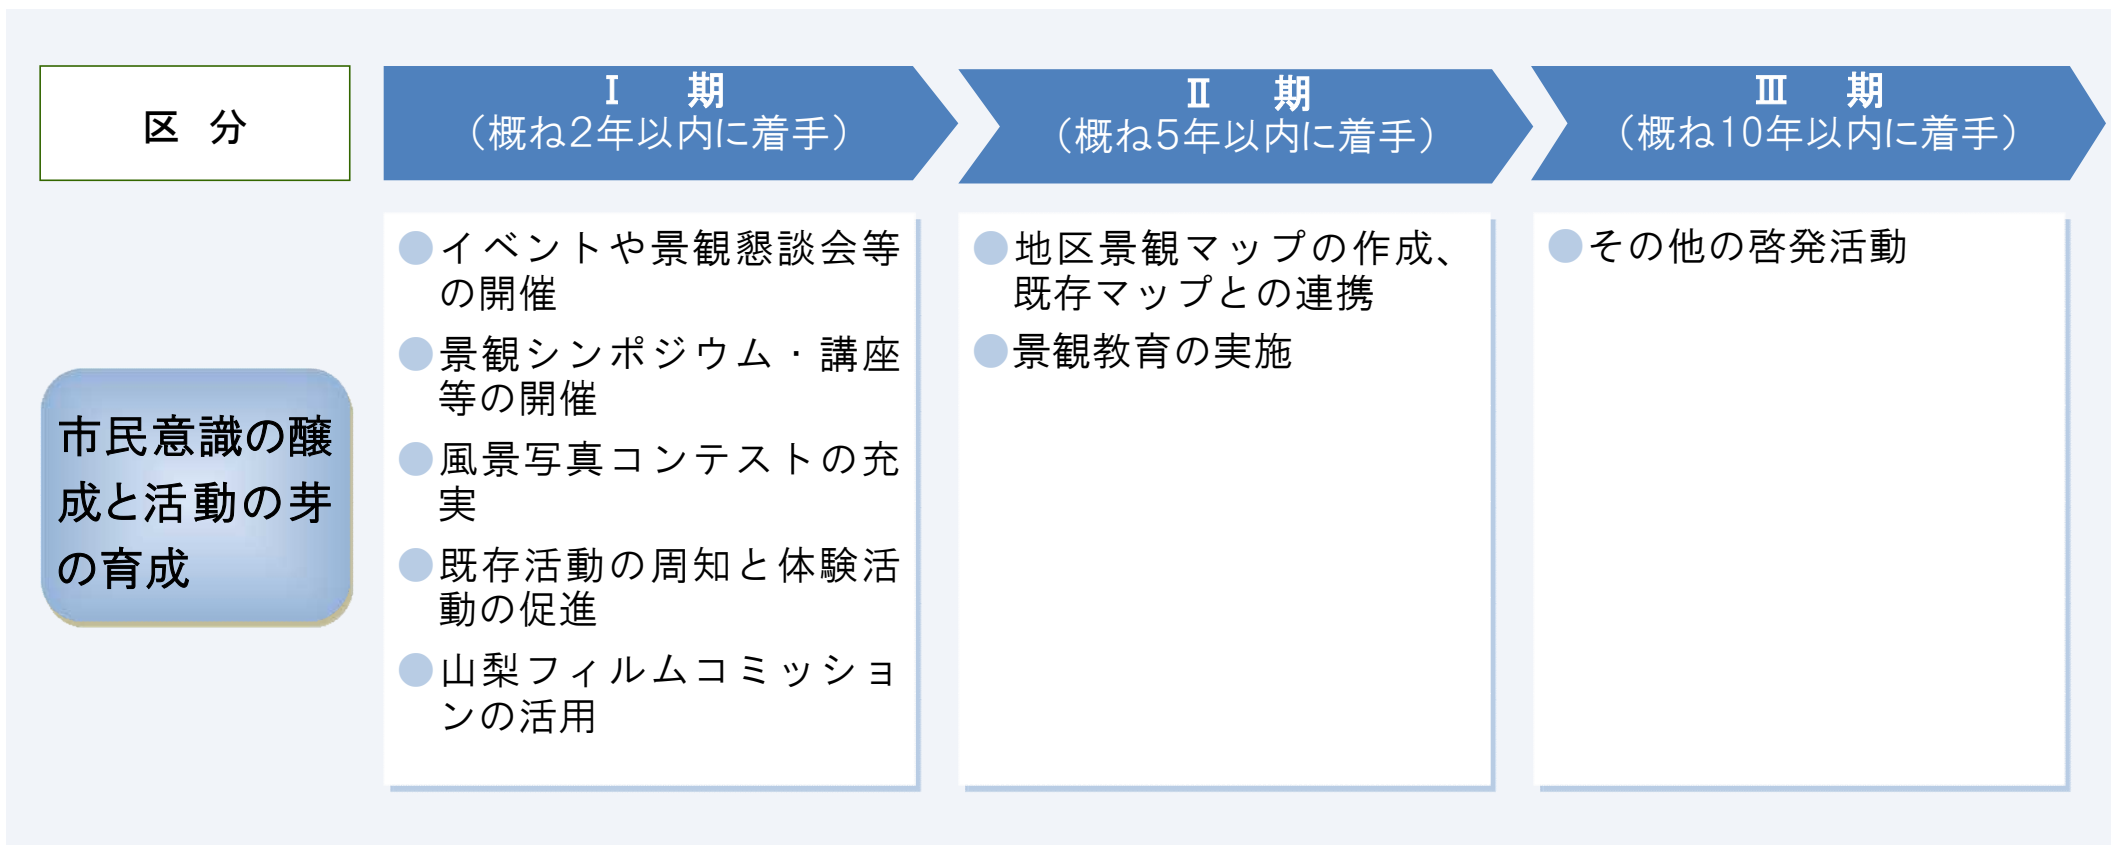 区 分
Ⅰ 期
（概ね2年以内に着手）
Ⅱ 期
（概ね5年以内に着手）
Ⅲ 期
（概ね10年以内に着手）
市民意識の醸
成と活動の芽
の育成
●イベントや景観懇談会等
の開催
●景観シンポジウム・講座
等の開催
●風景写真コンテストの充
実
●既存活動の周知と体験活
動の促進
●山梨フィルムコミッショ
ンの活用
●地区景観マップの作成、
既存マップとの連携
●景観教育の実施
●その他の啓発活動